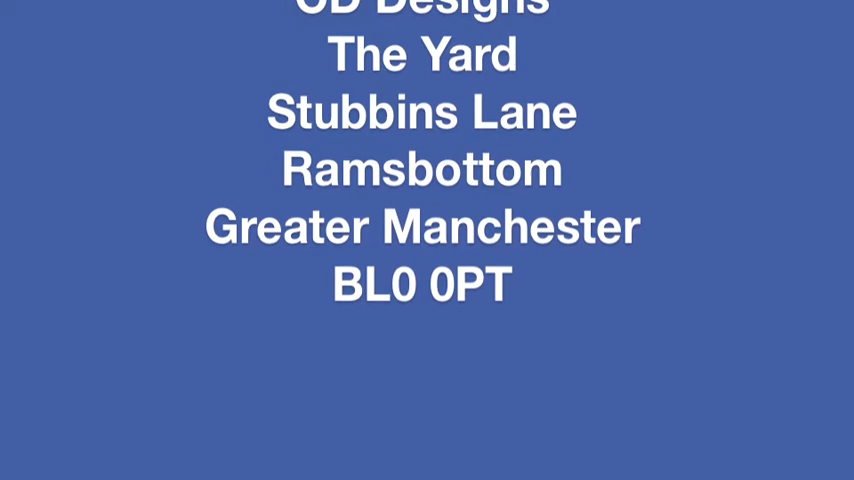 Designs
The Yard
Stubbins Lane
Ramsbottom
Greater Manchester
BL0 0PT